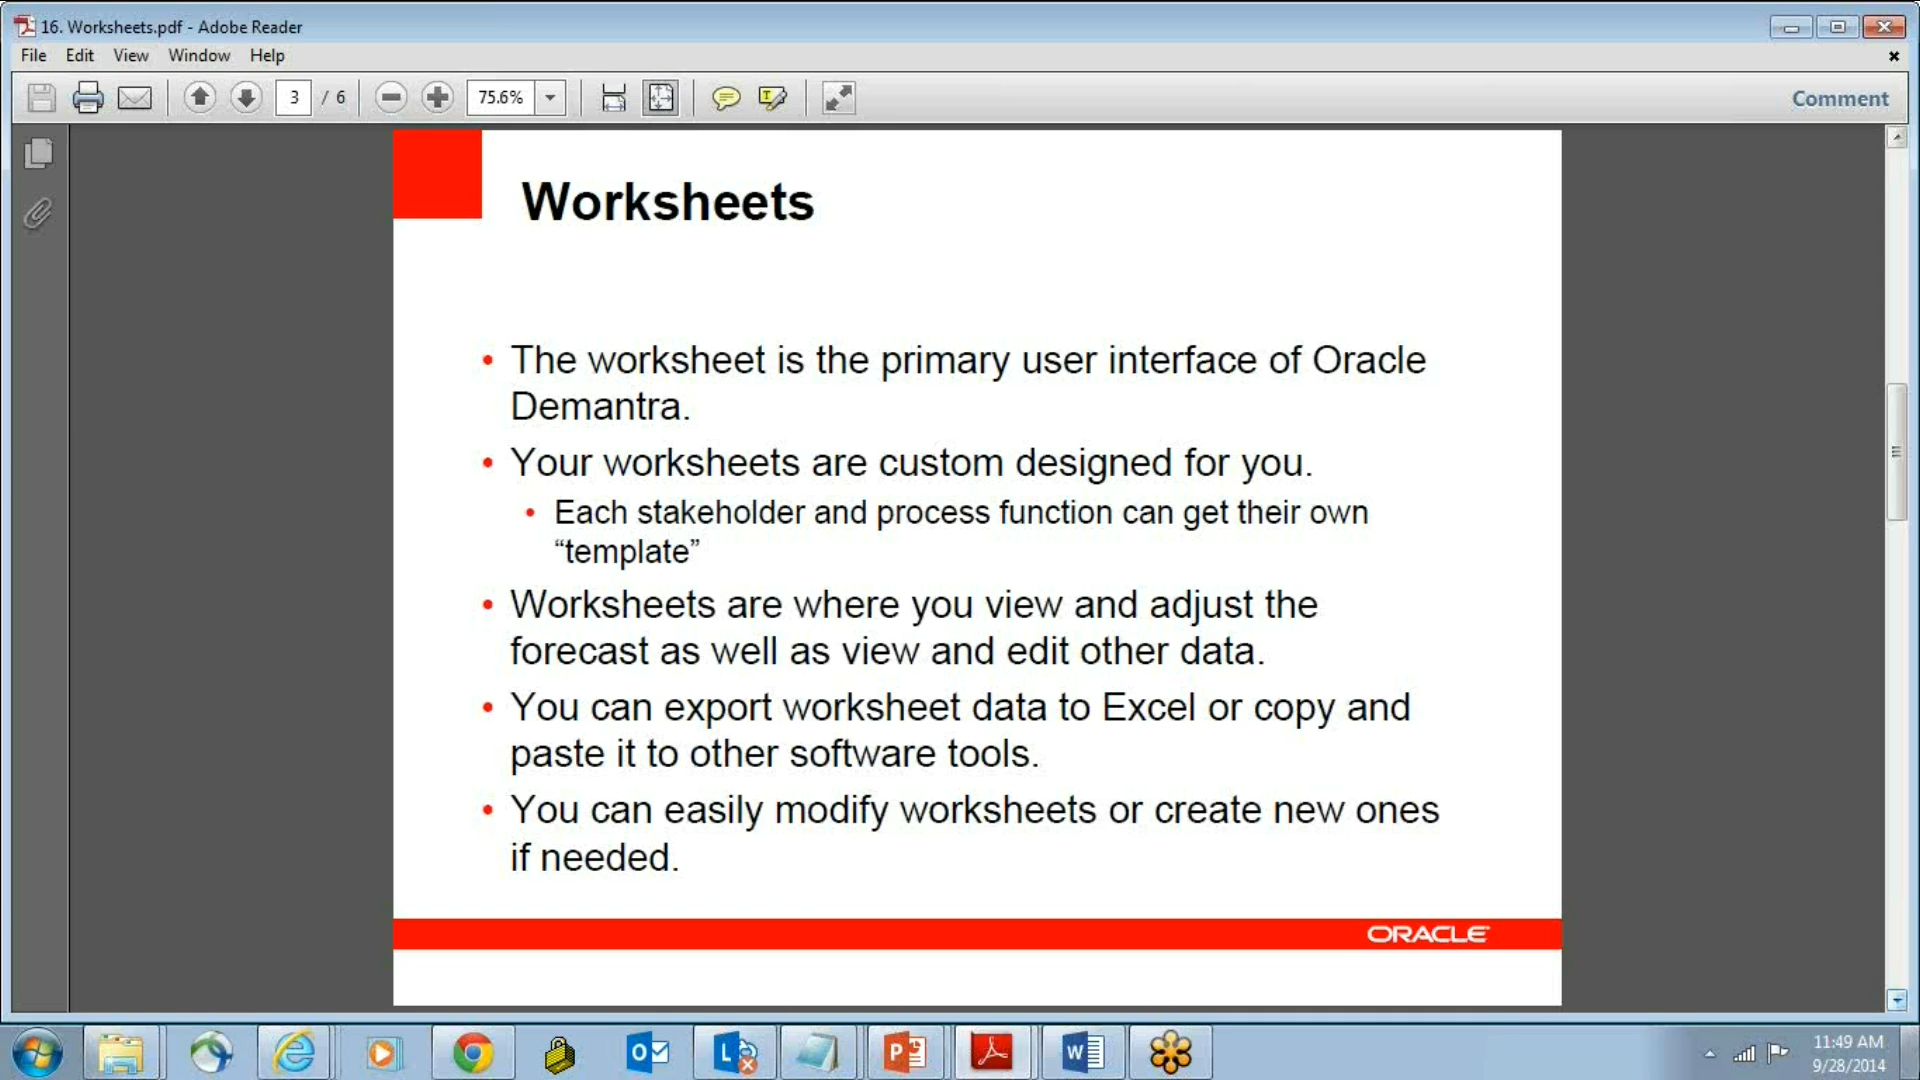 16. Worksheets.pdf - Adobe Reader
File Edit View Window Help
3 / 6 75.6% Comment
Worksheets
• The worksheet is the primary user interface of Oracle
Demantra.
• Your worksheets are custom designed for you.
• Each stakeholder and process function can get their own
“template”
• Worksheets are where you view and adjust the
forecast as well as view and edit other data.
• You can export worksheet data to Excel or copy and
paste it to other software tools.
• You can easily modify worksheets or create new ones
if needed.
ORACLE
11:49 AM
9/28/2014